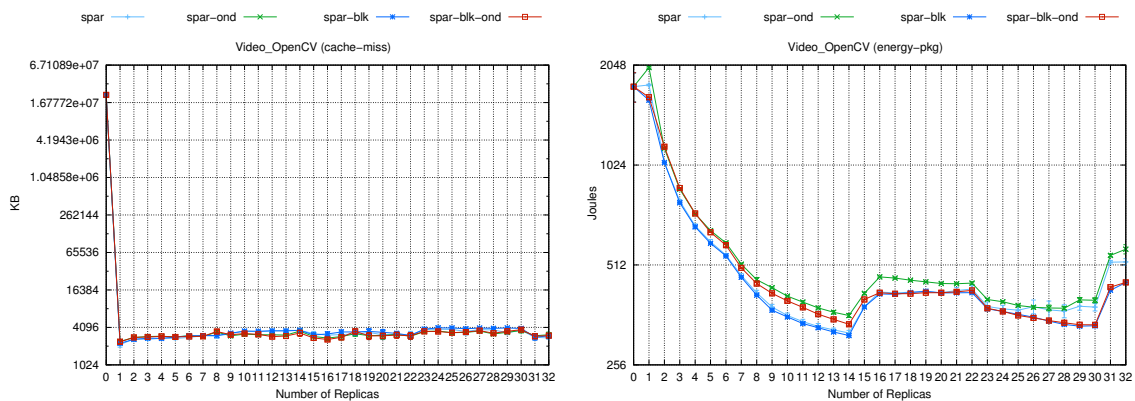 spar spar-ond spar-blk spar-blk-ond
Video_OpenCV (cache-miss)
6.71089e+07
1.67772e+07
4.1943e+06
1.04858e+06
262144
65536
16384
4096
1024
KB
0 1 2 3 4 5 6 7 8 9 10 11 12 13 14 15 16 17 18 19 20 21 22 23 24 25 26 27 28 29 30 31 32
Number of Replicas
spar spar-ond spar-blk spar-blk-ond
Video_OpenCV (energy-pkg)
2048
1024
512
256
Joules
0 1 2 3 4 5 6 7 8 9 10 11 12 13 14 15 16 17 18 19 20 21 22 23 24 25 26 27 28 29 30 31 32
Number of Replicas